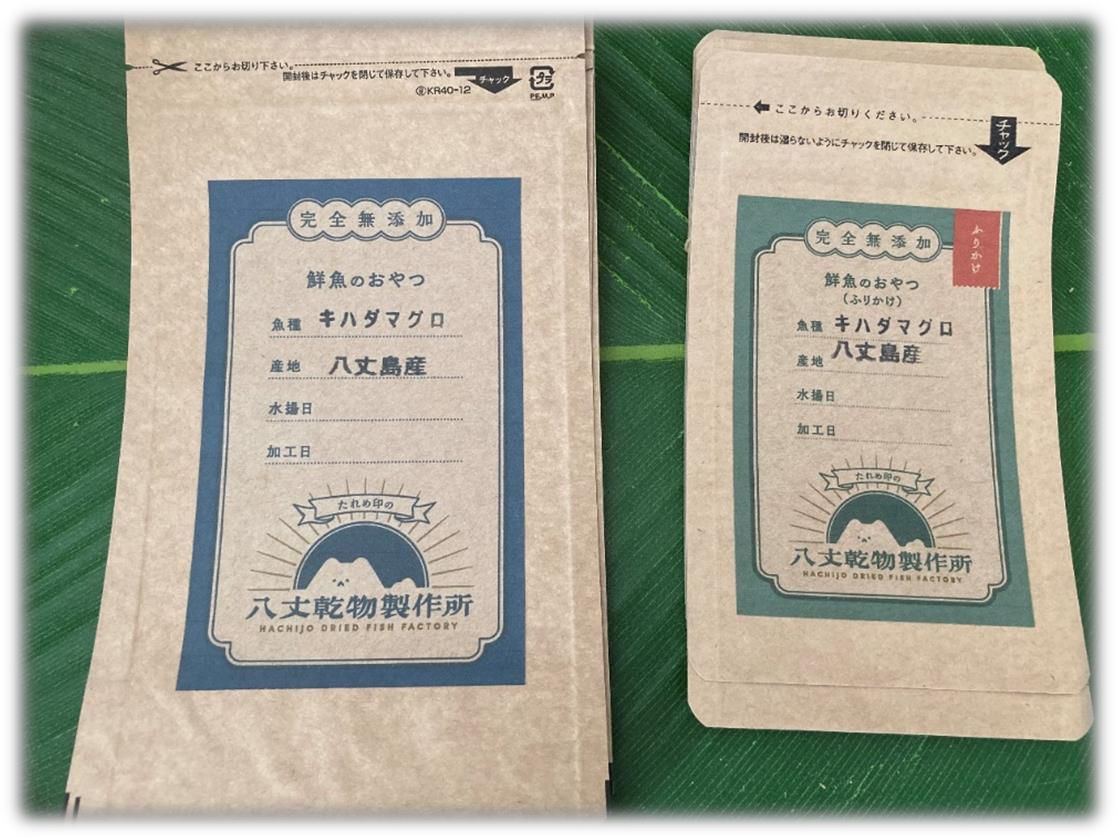 ここからお切り下さい。
開封後はチャックを閉じて保存して下さい。
チャック
プラ
KR40-12
PE,M,P
完全無添加
鮮魚のおやつ
魚種 キハダマグロ
産地 八丈島産
水揚日
加工日
たれめ印の
八丈乾物製作所
HACHIJO DRIED FISH FACTORY
ここからお切りください。
開封後は湿らないようにチャックを閉じて保存して下さい。
チャック
完全無添加
ふりかけ
鮮魚のおやつ
(ふりかけ)
魚種 キハダマグロ
産地 八丈島産
水揚日
加工日
たれめ印の
八丈乾物製作所
HACHIJO DRIED FISH FACTORY